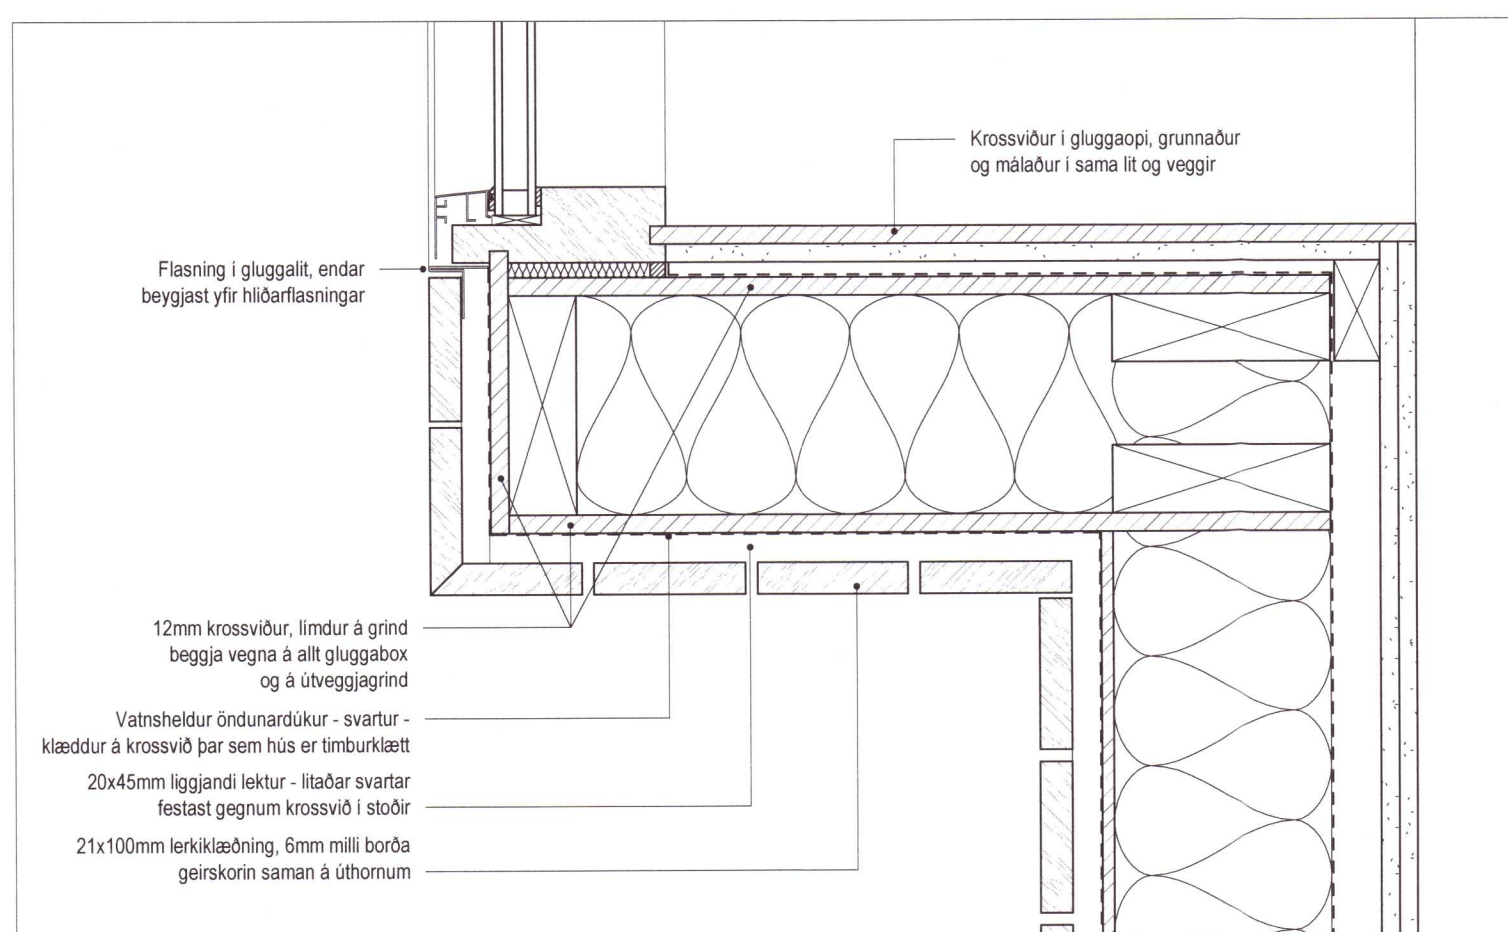 Krossviður í gluggaopi, grunnaður
og málaður í sama lit og veggir
Flasning í gluggalit, endar
beygjast yfir hliðarflasningar
12mm krossviður, límdur á grind
beggja vegna á allt gluggabox
og á útveggjagrind
Vatnsheldur öndunardúkur - svartur -
klæddur á krossvið þar sem hús er timburklætt
20x45mm liggjandi lektur - litaðar svartar
festast gegnum krossvið í stoðir
21x100mm lerkiklæðning, 6mm milli borða
geirskorin saman á úthornum